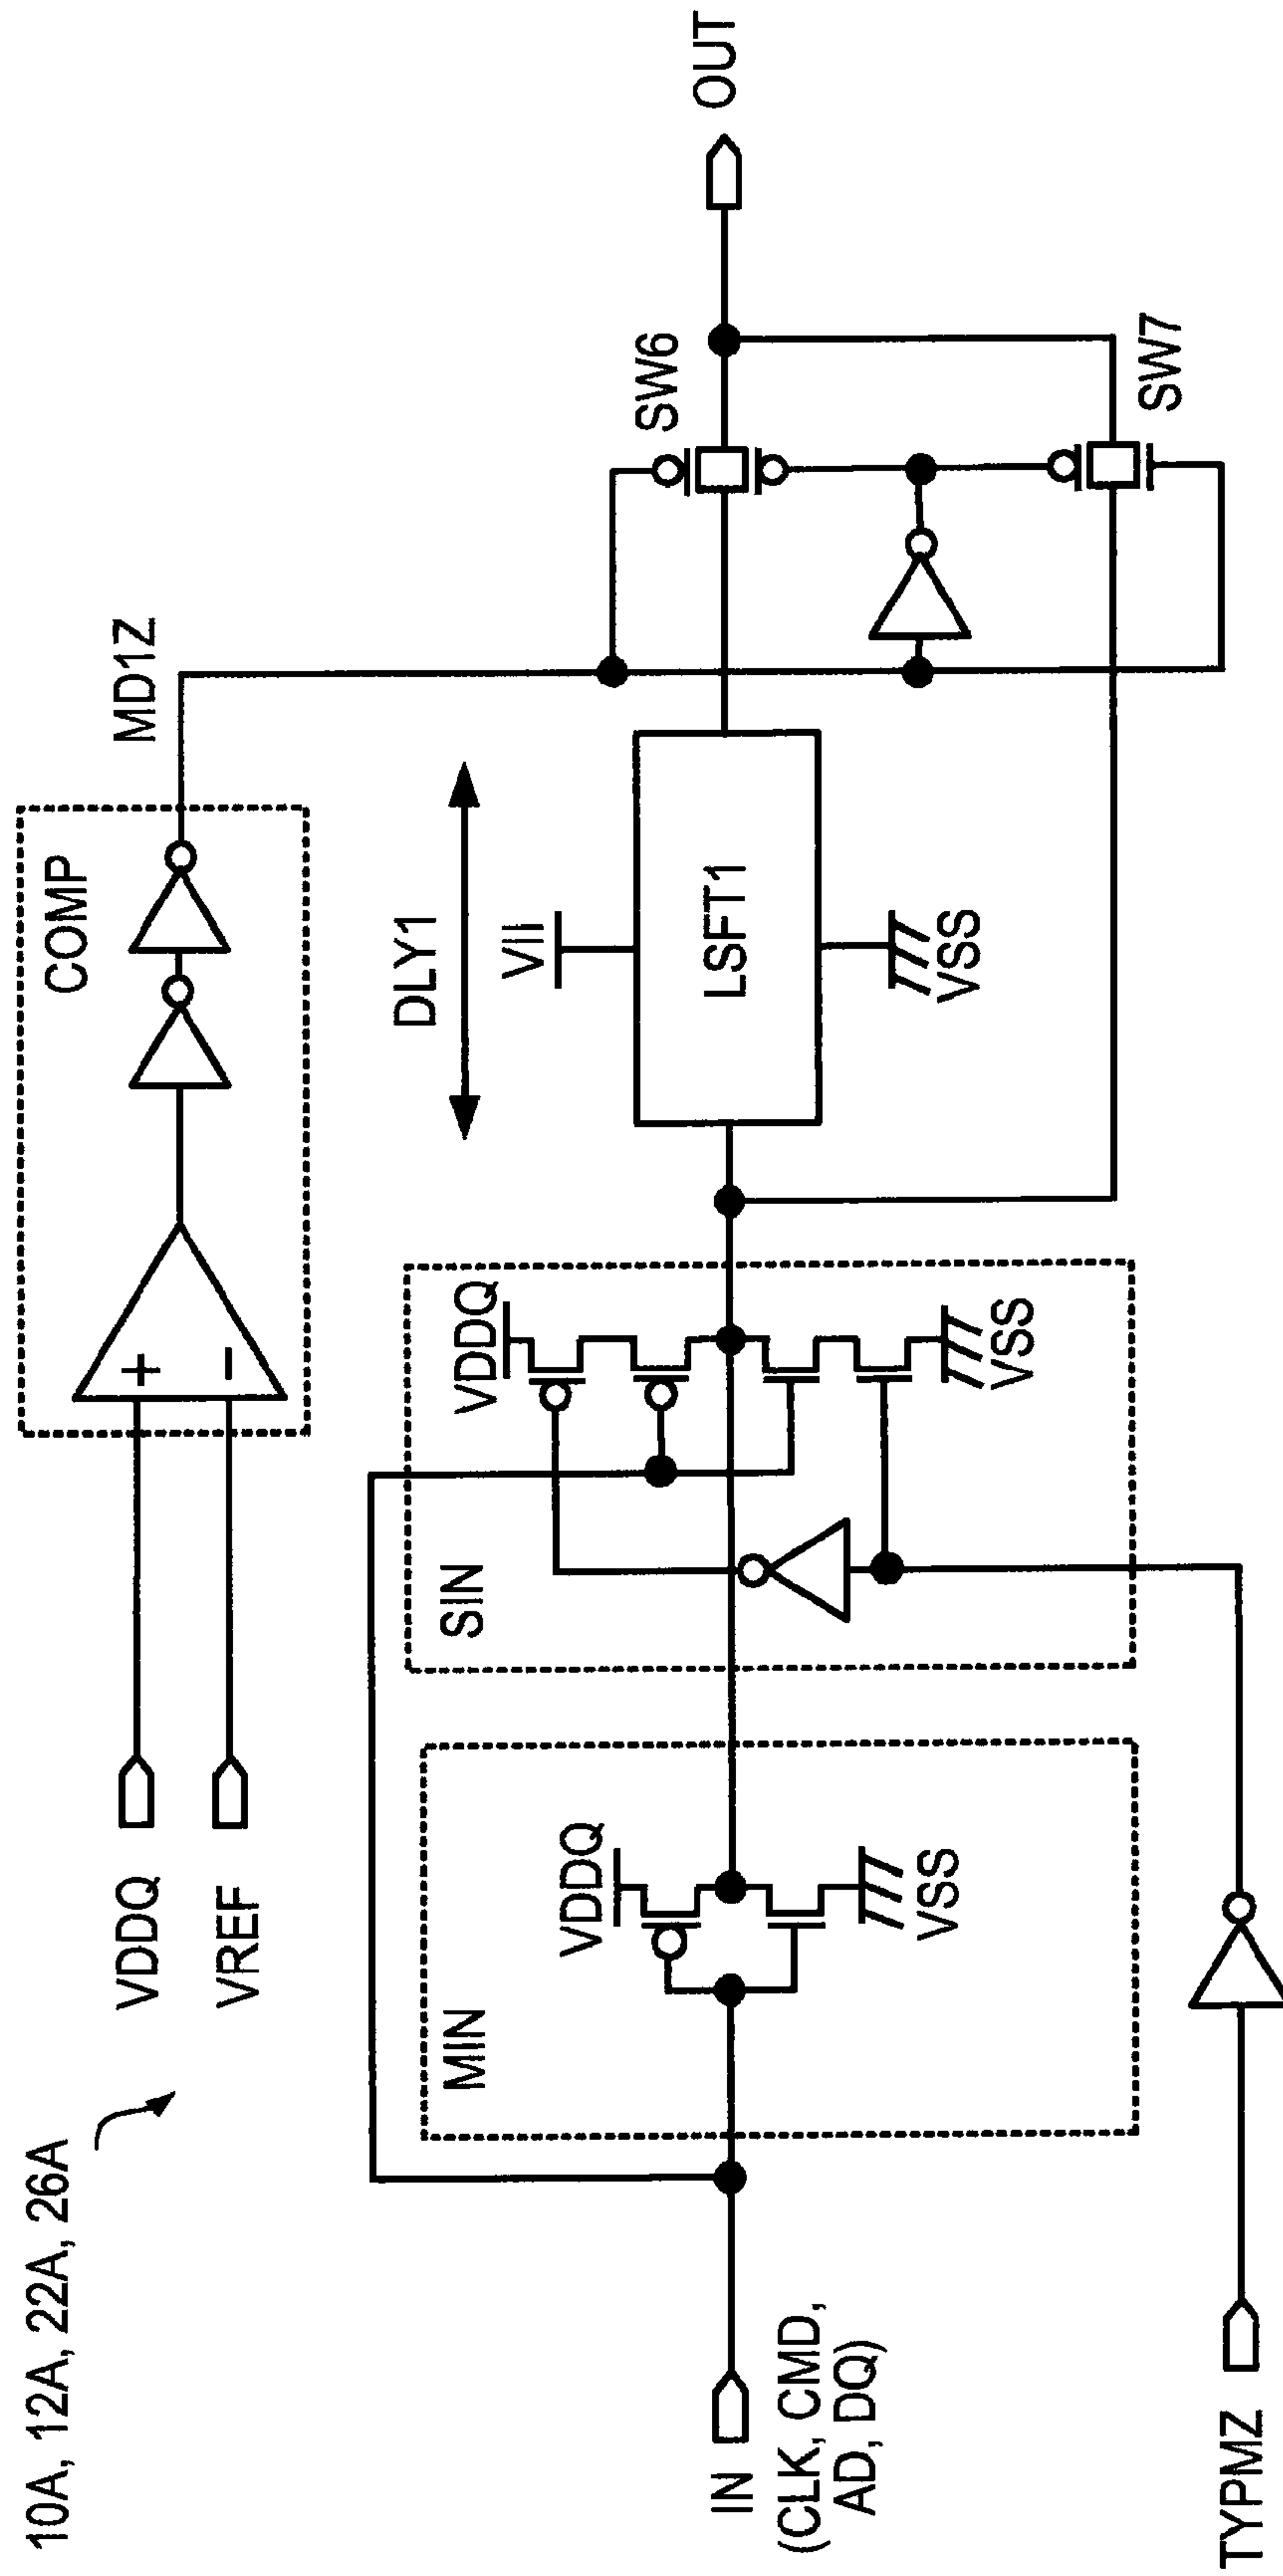 10A, 12A, 22A, 26A
VDDQ
VREF
+
−
COMP
MD1Z
IN
(CLK, CMD,
AD, DQ)
MIN
VDDQ
VSS
SIN
VDDQ
VSS
DLY1
VII
LSFT1
VSS
SW6
SW7
OUT
TYPMZ